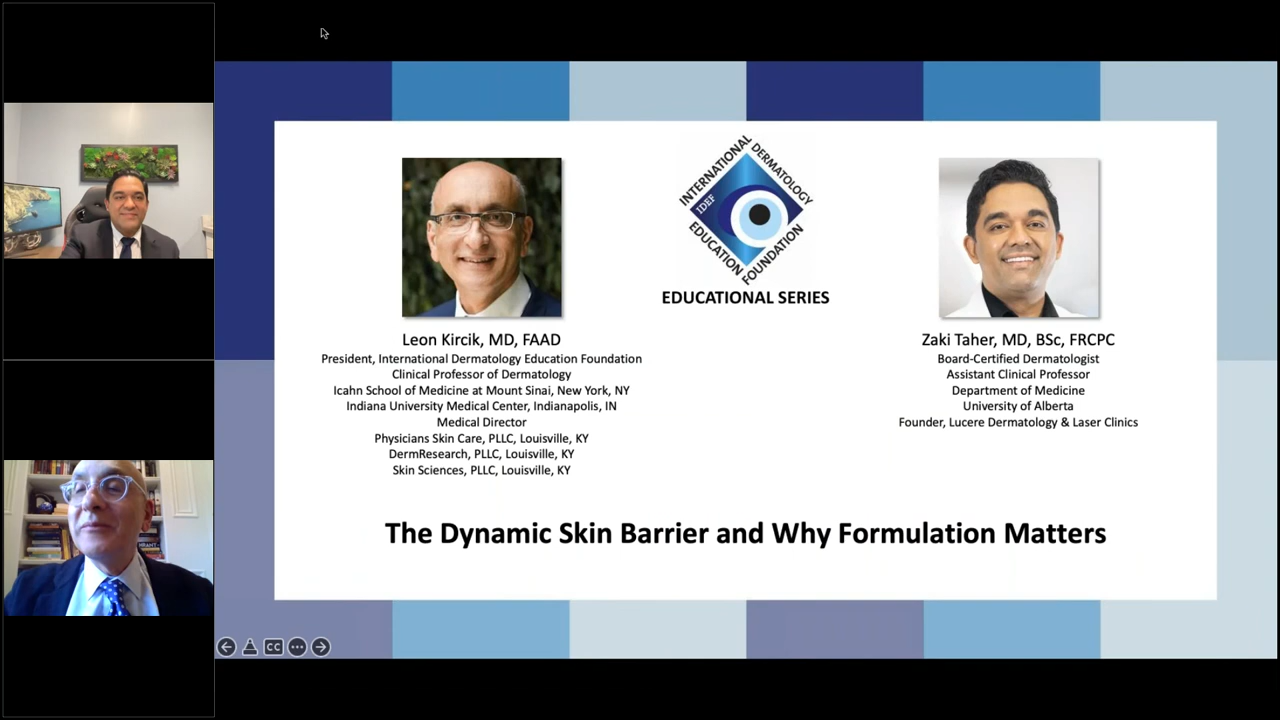 INTERNATIONAL
DERMATOLOGY
IDEF
EDUCATION
FOUNDATION
EDUCATIONAL SERIES
Leon Kircik, MD, FAAD
President, International Dermatology Education Foundation
Clinical Professor of Dermatology
Icahn School of Medicine at Mount Sinai, New York, NY
Indiana University Medical Center, Indianapolis, IN
Medical Director
Physicians Skin Care, PLLC, Louisville, KY
DermResearch, PLLC, Louisville, KY
Skin Sciences, PLLC, Louisville, KY
Zaki Taher, MD, BSc, FRCPC
Board-Certified Dermatologist
Assistant Clinical Professor
Department of Medicine
University of Alberta
Founder, Lucere Dermatology & Laser Clinics
The Dynamic Skin Barrier and Why Formulation Matters
CC